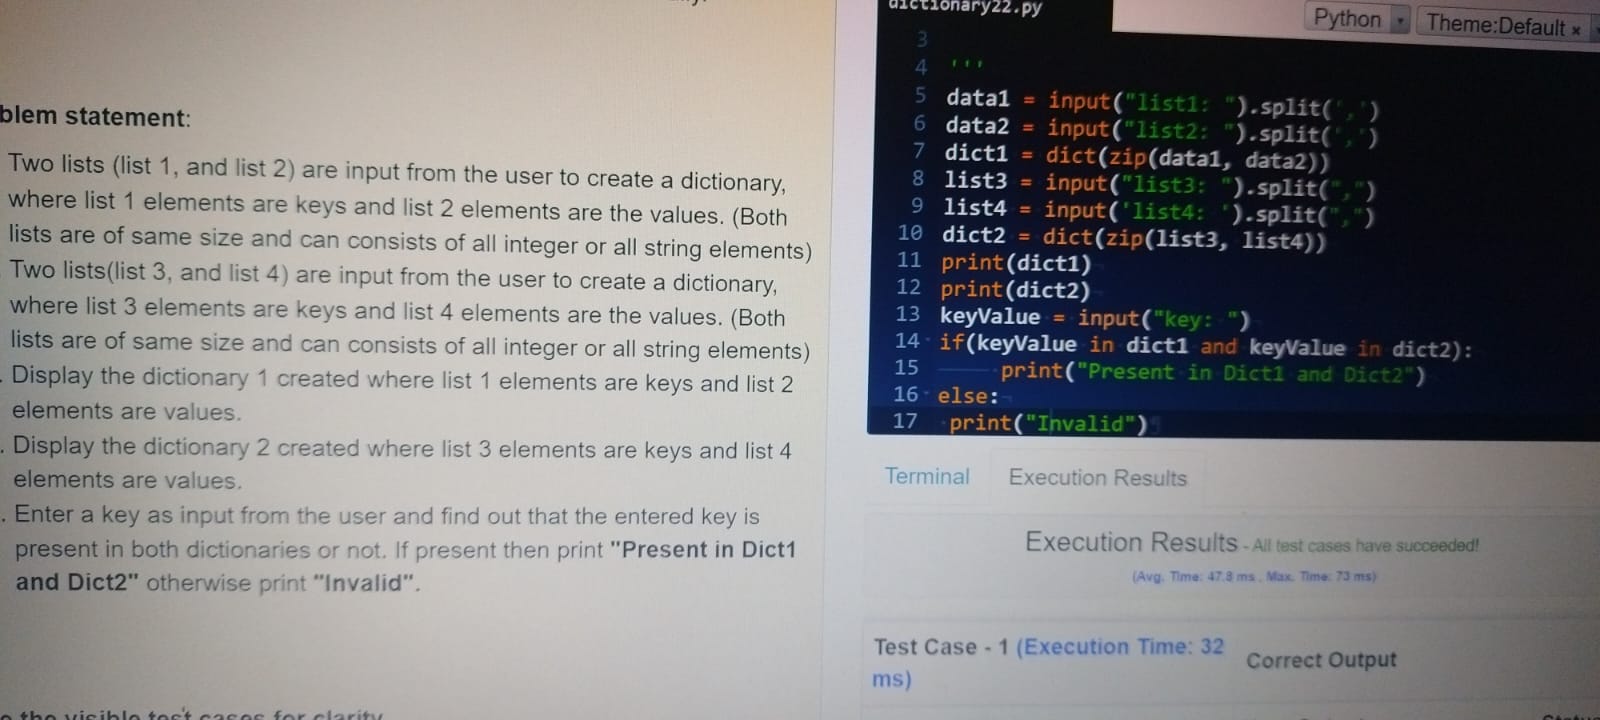 blem statement:
Two lists (list 1, and list 2) are input from the user to create a dictionary,
where list 1 elements are keys and list 2 elements are the values. (Both
lists are of same size and can consists of all integer or all string elements)
Two lists(list 3, and list 4) are input from the user to create a dictionary,
where list 3 elements are keys and list 4 elements are the values. (Both
lists are of same size and can consists of all integer or all string elements)
. Display the dictionary 1 created where list 1 elements are keys and list 2
elements are values.
. Display the dictionary 2 created where list 3 elements are keys and list 4
elements are values.
. Enter a key as input from the user and find out that the entered key is
present in both dictionaries or not. If present then print "Present in Dict1
and Dict2" otherwise print "Invalid".
e the visible test cases for clarity
dictionary22.py
Python
Theme:Default ×
3
4 '''
5 data1 = input("list1: ").split(',')
6 data2 = input("list2: ").split(',')
7 dict1 = dict(zip(data1, data2))
8 list3 = input("list3: ").split(",")
9 list4 = input('list4: ').split(",")
10 dict2 = dict(zip(list3, list4))
11 print(dict1)
12 print(dict2)
13 keyValue = input("key: ")
14 if(keyValue in dict1 and keyValue in dict2):
15 print("Present in Dict1 and Dict2")
16 else:
17 print("Invalid")
Terminal
Execution Results
Execution Results - All test cases have succeeded!
(Avg. Time: 47.8 ms , Max. Time: 73 ms)
Test Case - 1 (Execution Time: 32
ms)
Correct Output